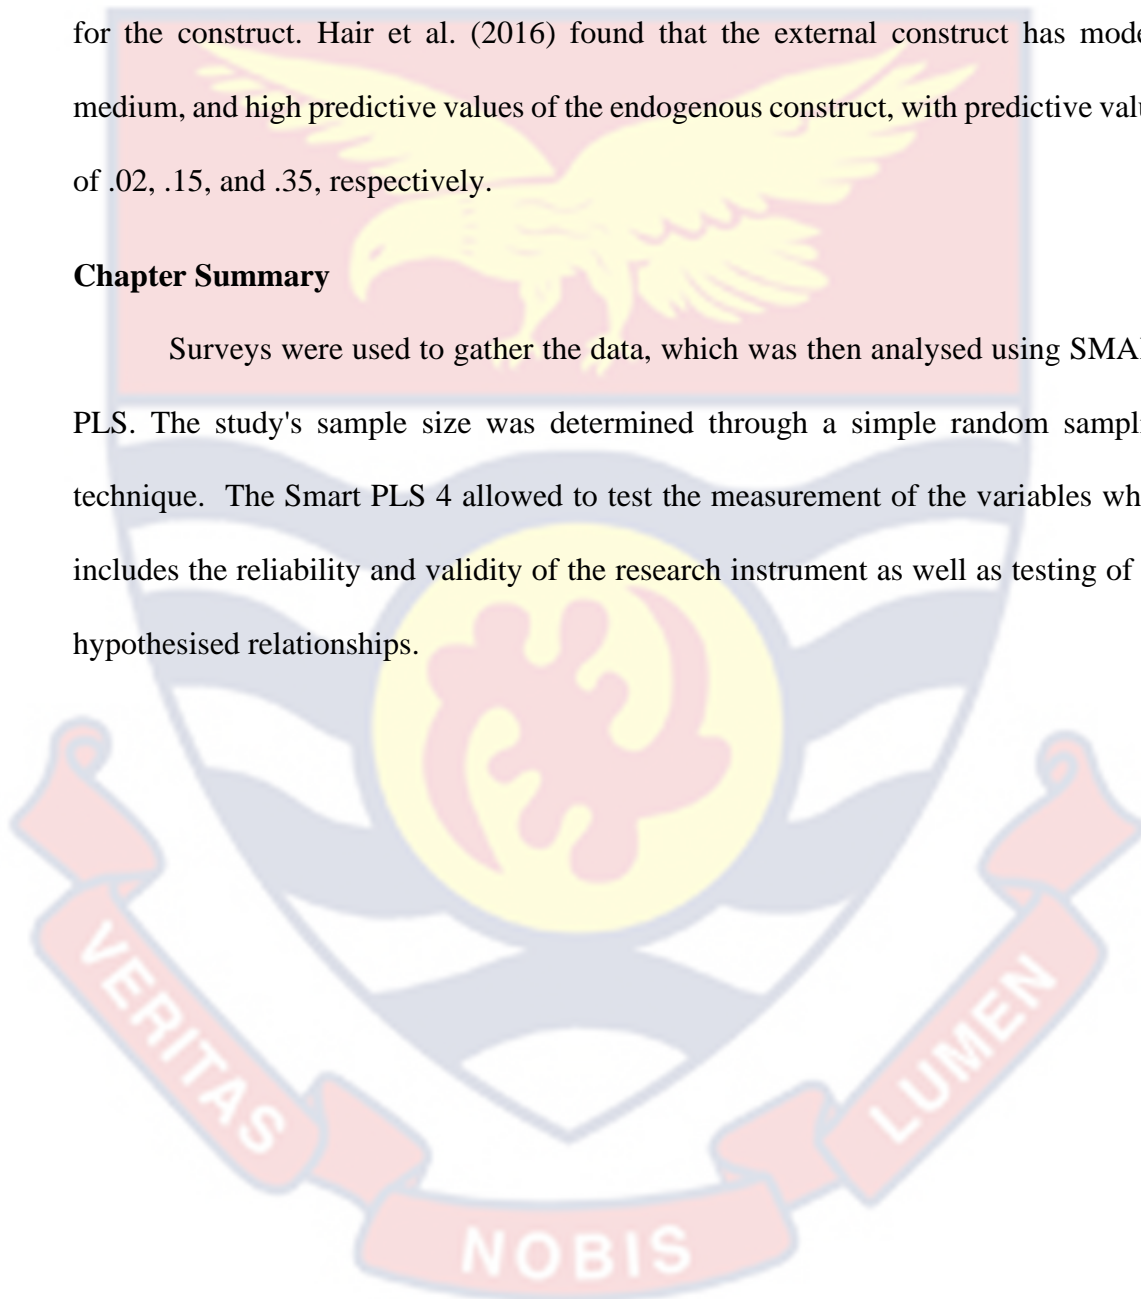 for the construct. Hair et al. (2016) found that the external construct has mode
medium, and high predictive values of the endogenous construct, with predictive valu
of .02, .15, and .35, respectively.
Chapter Summary
Surveys were used to gather the data, which was then analysed using SMA
PLS. The study's sample size was determined through a simple random sampli
technique. The Smart PLS 4 allowed to test the measurement of the variables wh
includes the reliability and validity of the research instrument as well as testing of
hypothesised relationships.
VERITAS
NOBIS
LUMEN